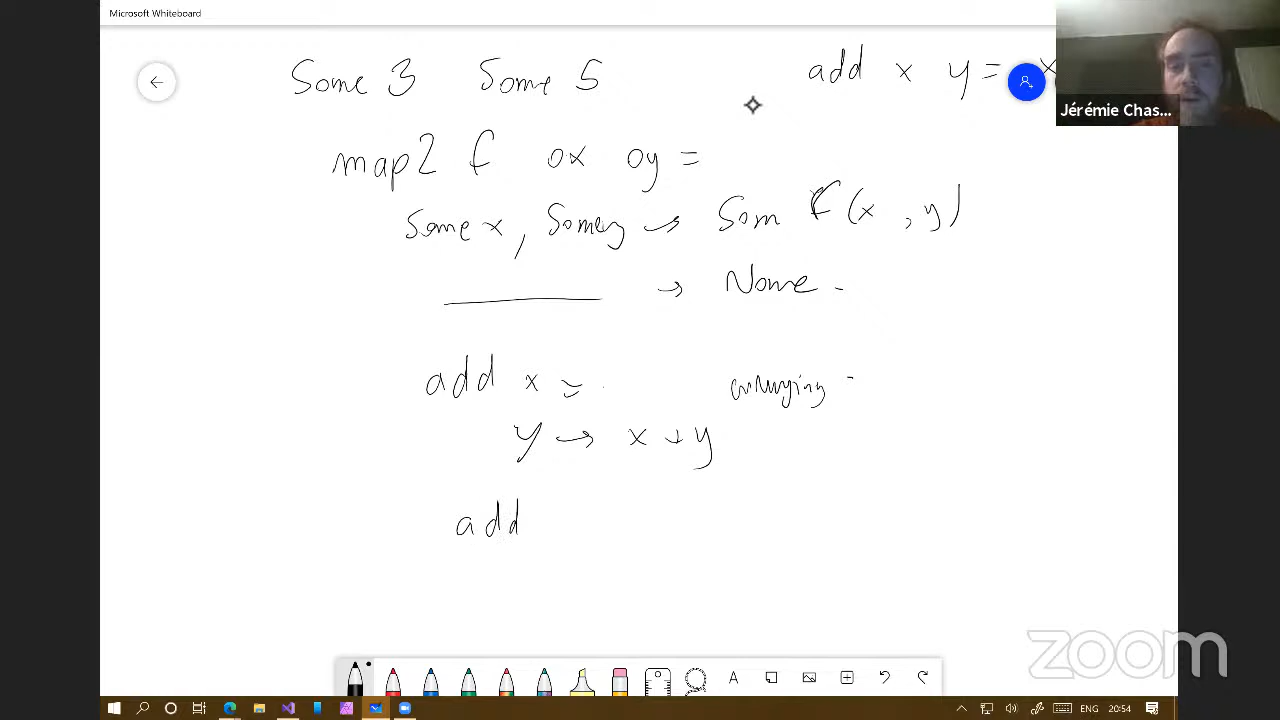 Microsoft Whiteboard
Some 3 Some 5
add x y = x
Jérémie Chas...
map2 f ox oy =
Some x, Some y → Som f(x, y)
→ None
add x =
currying
y → x + y
add
zoom
A
ENG 20:54